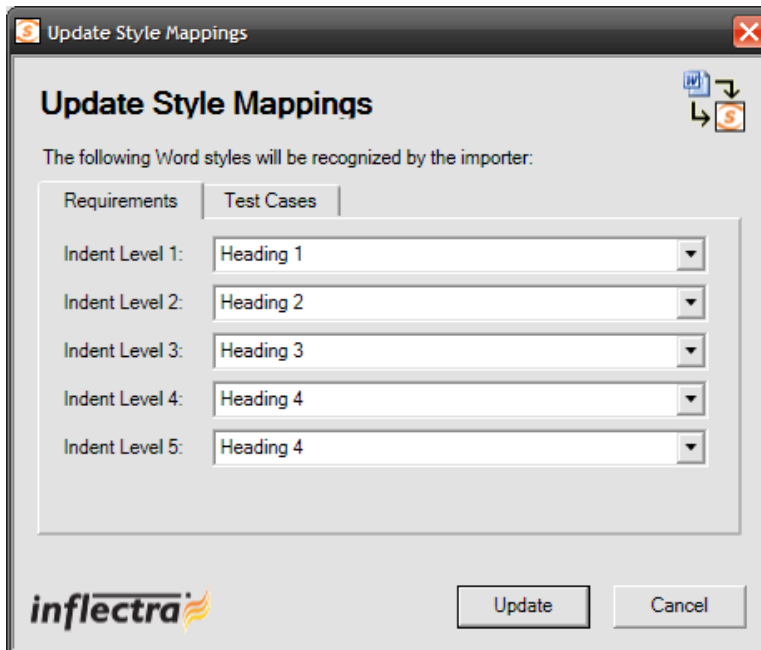 Update Style Mappings
Update Style Mappings
The following Word styles will be recognized by the importer:
Requirements Test Cases
Indent Level 1: Heading 1
Indent Level 2: Heading 2
Indent Level 3: Heading 3
Indent Level 4: Heading 4
Indent Level 5: Heading 4
inflectra Update Cancel